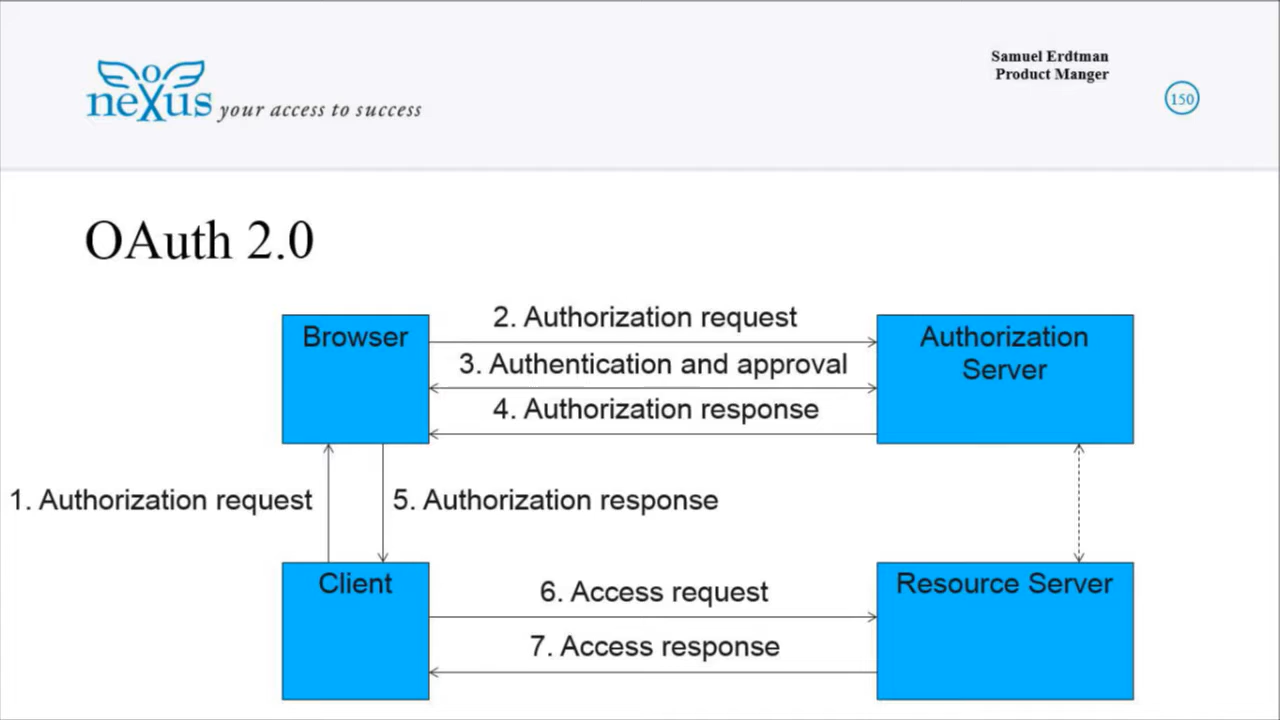 Samuel Erdtman
Product Manger
150
neXus your access to success
OAuth 2.0
2. Authorization request
Browser
Authorization
Server
3. Authentication and approval
4. Authorization response
1. Authorization request
5. Authorization response
Client
6. Access request
Resource Server
7. Access response